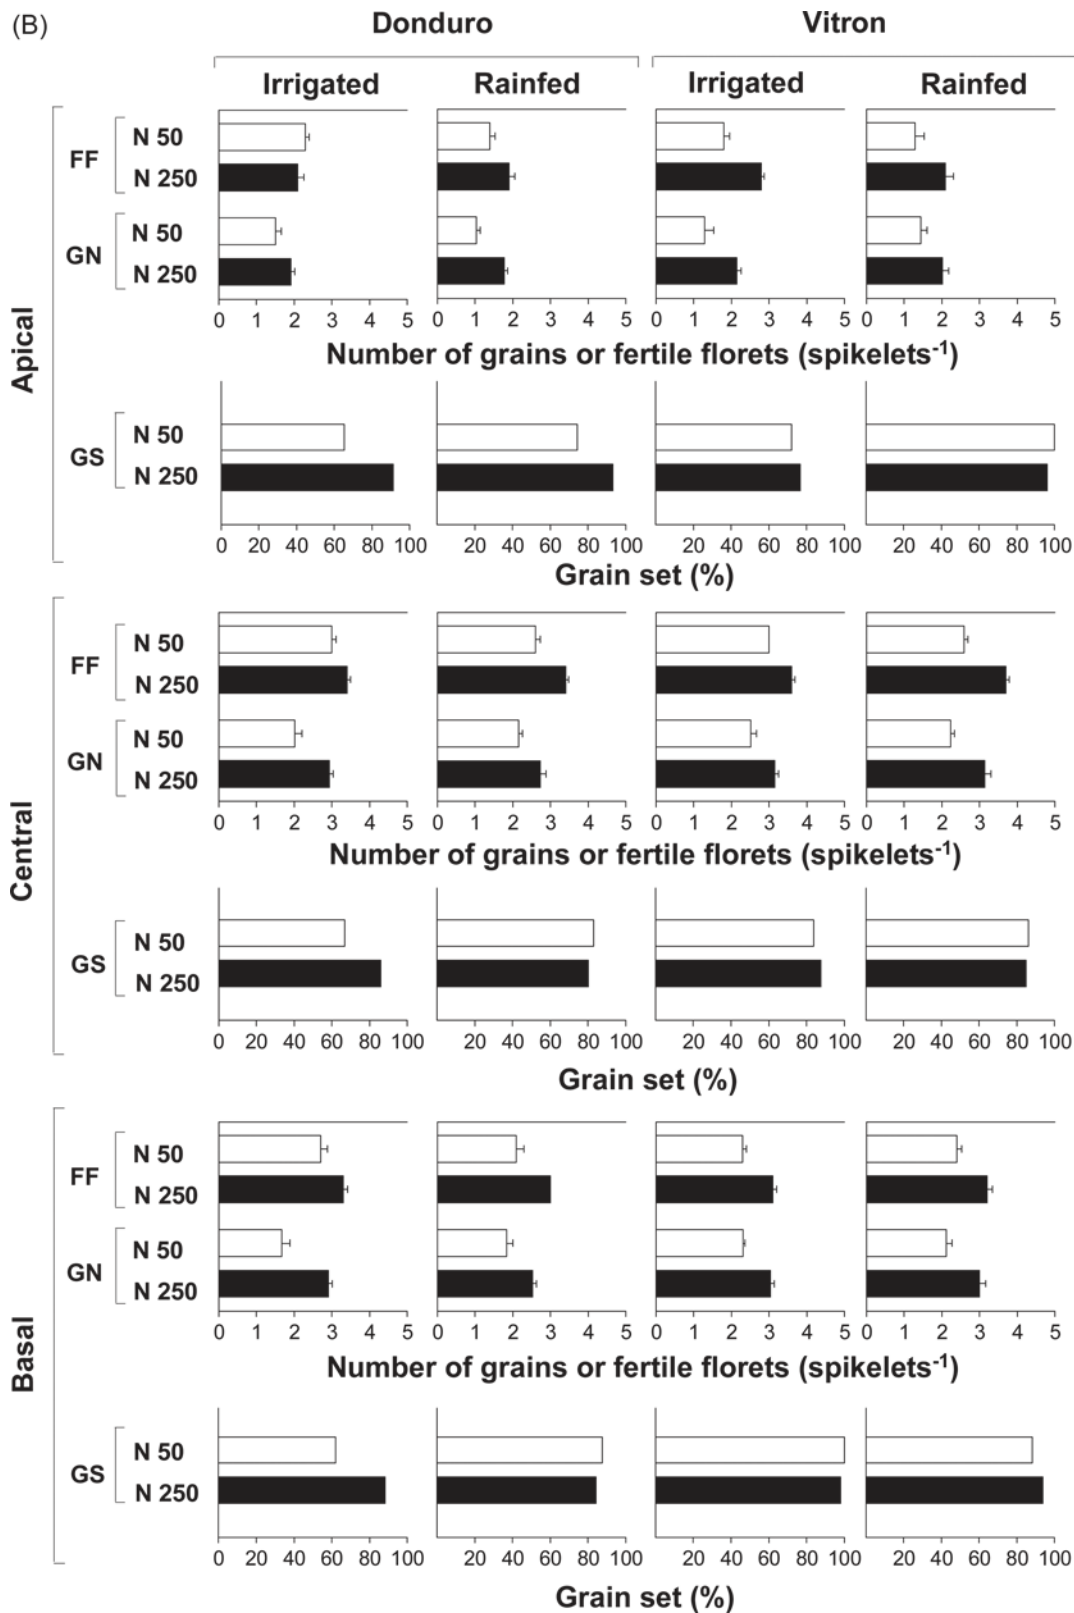 (B)
Donduro Vitron
Irrigated Rainfed Irrigated Rainfed
Apical
FF
N 50
N 250
GN
N 50
N 250
0 1 2 3 4 5 0 1 2 3 4 5 0 1 2 3 4 5 0 1 2 3 4 5
Number of grains or fertile florets (spikelets⁻¹)
GS
N 50
N 250
0 20 40 60 80 100 0 20 40 60 80 100 0 20 40 60 80 100 0 20 40 60 80 100
Grain set (%)
Central
FF
N 50
N 250
GN
N 50
N 250
0 1 2 3 4 5 0 1 2 3 4 5 0 1 2 3 4 5 0 1 2 3 4 5
Number of grains or fertile florets (spikelets⁻¹)
GS
N 50
N 250
0 20 40 60 80 100 20 40 60 80 100 20 40 60 80 100 20 40 60 80 100
Grain set (%)
Basal
FF
N 50
N 250
GN
N 50
N 250
0 1 2 3 4 5 0 1 2 3 4 5 0 1 2 3 4 5 0 1 2 3 4 5
Number of grains or fertile florets (spikelets⁻¹)
GS
N 50
N 250
0 20 40 60 80 100 20 40 60 80 100 20 40 60 80 100 20 40 60 80 100
Grain set (%)